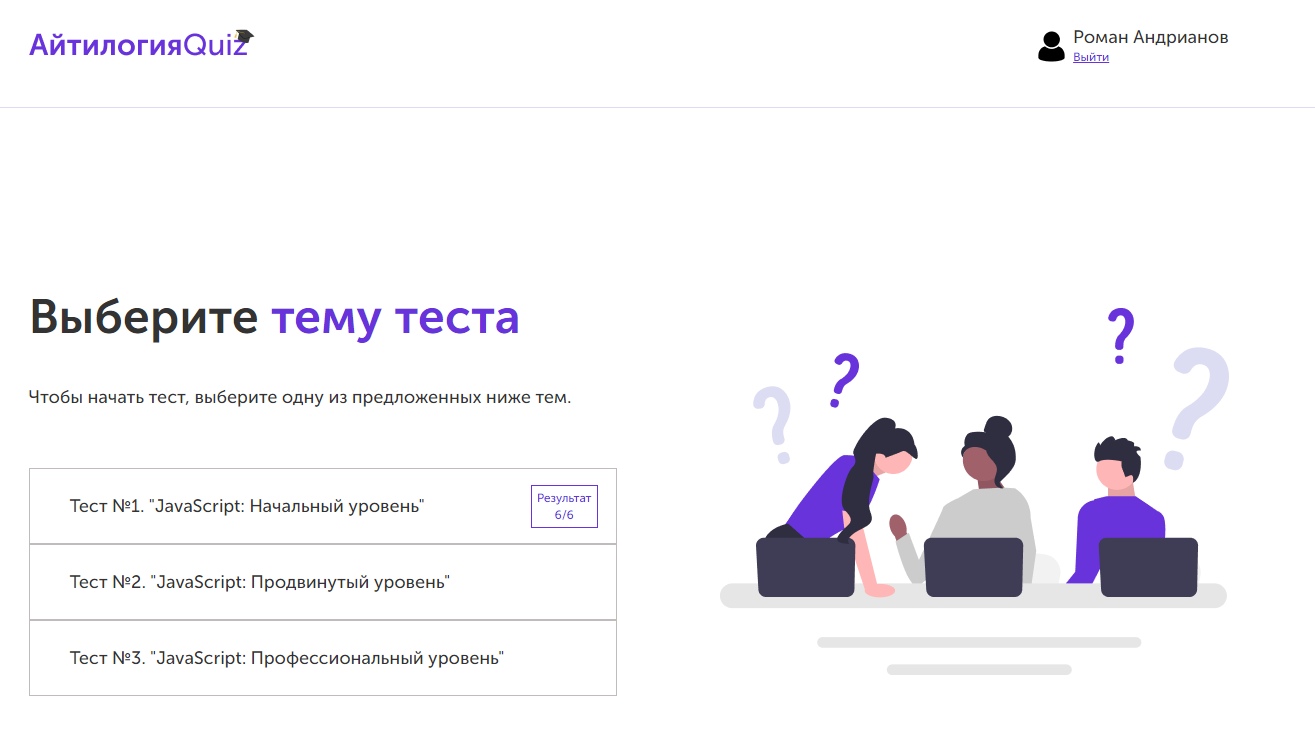 АйтилогияQuiz
Роман Андрианов
Выйти
Выберите тему теста
Чтобы начать тест, выберите одну из предложенных ниже тем.
Тест №1. "JavaScript: Начальный уровень"
Результат
6/6
Тест №2. "JavaScript: Продвинутый уровень"
Тест №3. "JavaScript: Профессиональный уровень"
?
?
?
?